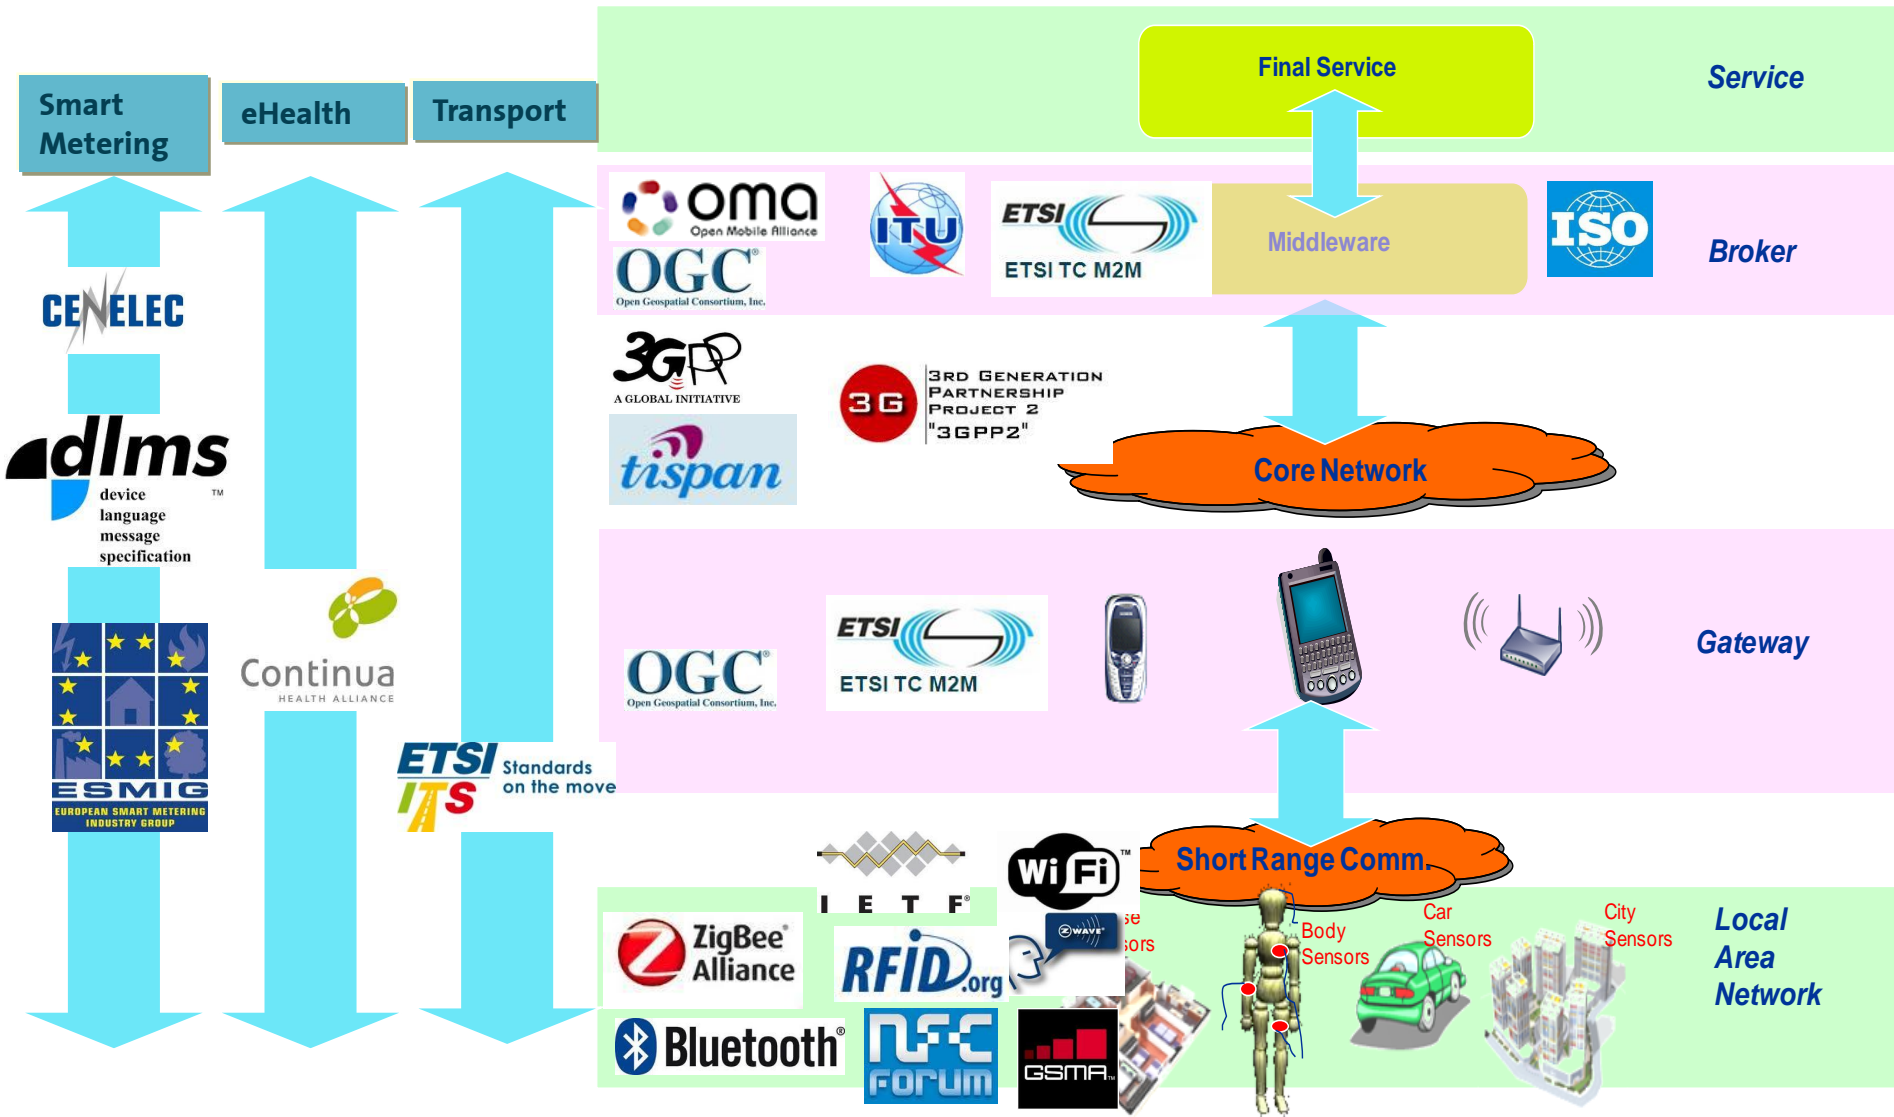 Final Service
Service
Smart
Metering
eHealth
Transport
oma
Open Mobile Alliance
ITU
ETSI
ETSI TC M2M
Middleware
ISO
Broker
OGC®
Open Geospatial Consortium, Inc.
CENELEC
3GPP
A GLOBAL INITIATIVE
3G
3RD GENERATION
PARTNERSHIP
PROJECT 2
"3GPP2"
tispan
Core Network
dlms
™
device
language
message
specification
Continua
HEALTH ALLIANCE
OGC®
Open Geospatial Consortium, Inc.
ETSI
ETSI TC M2M
Gateway
ESMIG
EUROPEAN SMART METERING
INDUSTRY GROUP
ETSI
ITS
Standards
on the move
IETF®
WiFi™
Short Range Comm.
ZigBee®
Alliance
RFID.org
Z WAVE®
Body
Sensors
Car
Sensors
City
Sensors
Local
Area
Network
Bluetooth®
NFC
FORUM
GSMA™